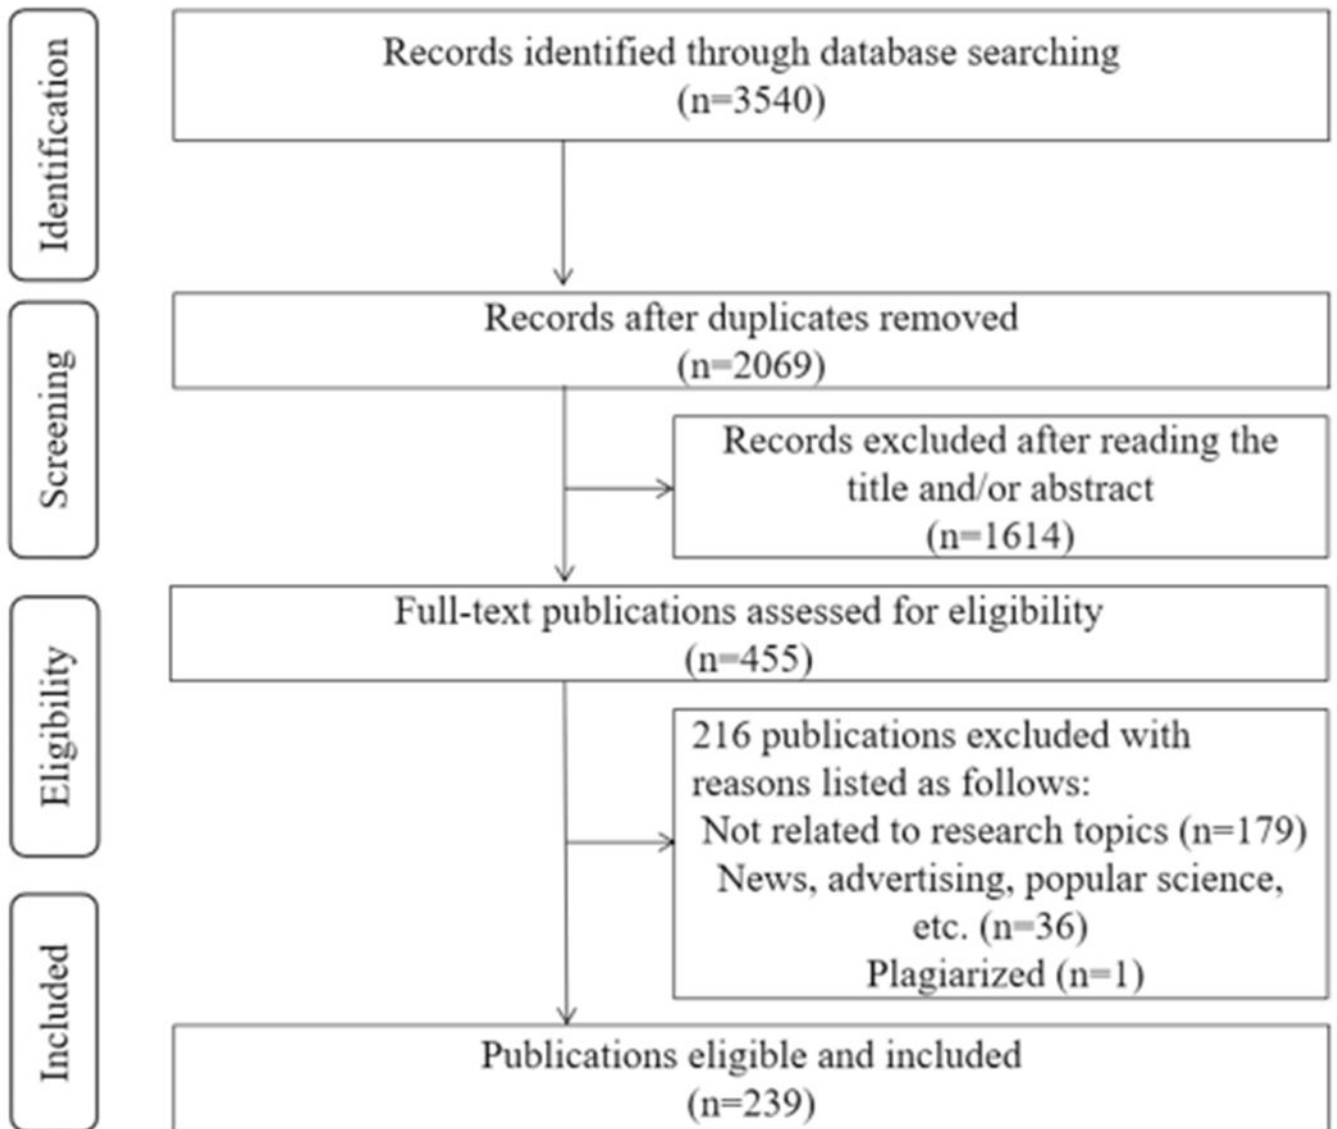 Identification
Records identified through database searching
(n=3540)
Screening
Records after duplicates removed
(n=2069)
Records excluded after reading the
title and/or abstract
(n=1614)
Eligibility
Full-text publications assessed for eligibility
(n=455)
216 publications excluded with
reasons listed as follows:
Not related to research topics (n=179)
News, advertising, popular science,
etc. (n=36)
Plagiarized (n=1)
Included
Publications eligible and included
(n=239)